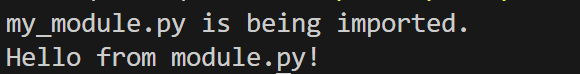 my_module.py is being imported.
Hello from module.py!